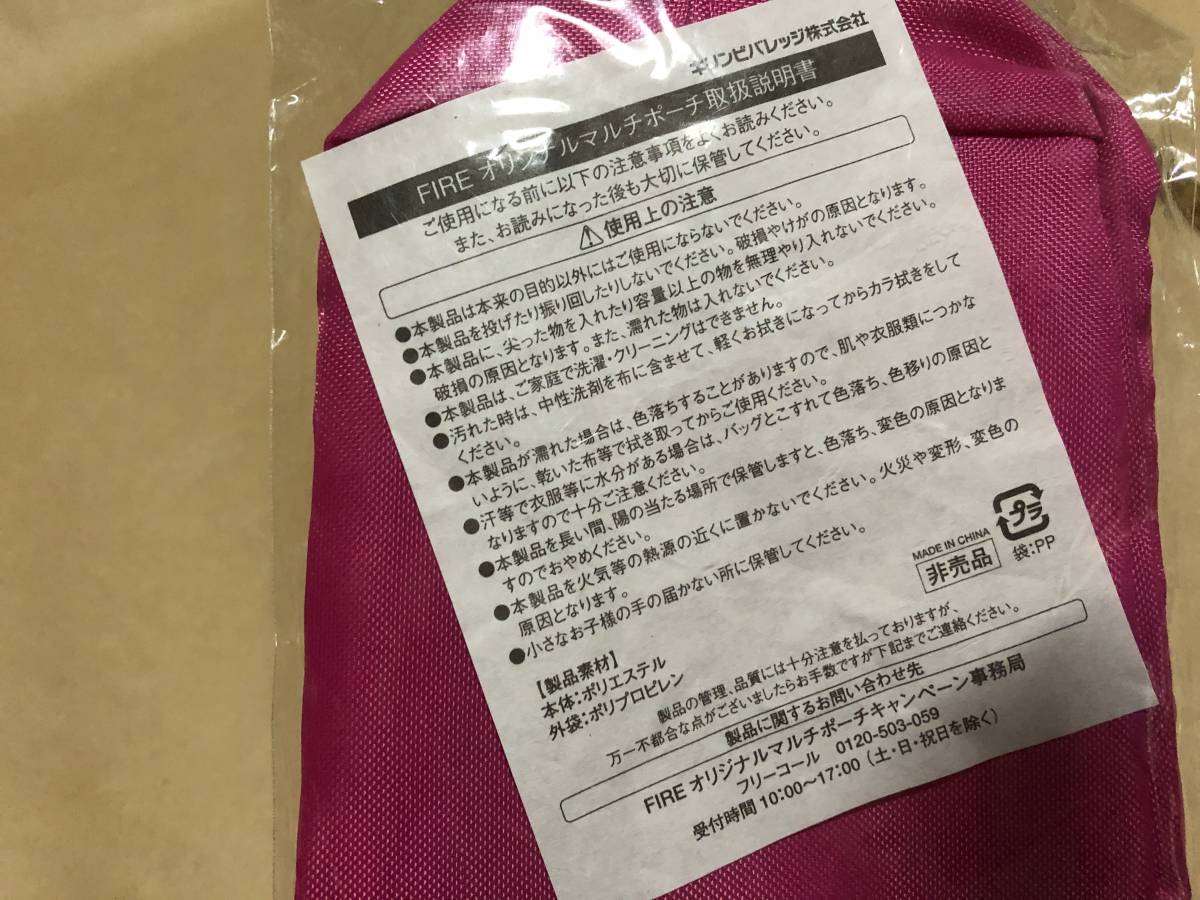 キリンビバレッジ株式会社
FIRE オリジナルマルチポーチ取扱説明書
ご使用になる前に以下の注意事項をよくお読みください。
また、お読みになった後も大切に保管してください。
使用上の注意
●本製品は本来の目的以外にはご使用にならないでください。
●本製品を投げたり振り回したりしないでください。破損やけがの原因となります。
●本製品に、尖った物を入れたり容量以上の物を無理やり入れないでください。
破損の原因となります。また、濡れた物は入れないでください。
●本製品は、ご家庭で洗濯・クリーニングはできません。
●汚れた時は、中性洗剤を布に含ませて、軽くお拭きになってからカラ拭きをして
ください。
●本製品が濡れた場合は、色落ちすることがありますので、肌や衣服類につかな
いように、乾いた布等で拭き取ってからご使用ください。
●汗等で衣服等に水分がある場合は、バッグとこすれて色落ち、色移りの原因と
なりますので十分ご注意ください。
●本製品を長い間、陽の当たる場所で保管しますと、色落ち、変色の原因となりま
すのでおやめください。
●本製品を火気等の熱源の近くに置かないでください。火災や変形、変色の
原因となります。
●小さなお子様の手の届かない所に保管してください。
プラ
MADE IN CHINA
非売品
袋:PP
【製品素材】
本体:ポリエステル
外袋:ポリプロピレン
製品の管理、品質には十分注意を払っておりますが、
万一不都合な点がございましたらお手数ですが下記までご連絡ください。
製品に関するお問い合わせ先
FIRE オリジナルマルチポーチキャンペーン事務局
フリーコール 0120-503-059
受付時間 10:00~17:00 (土・日・祝日を除く)